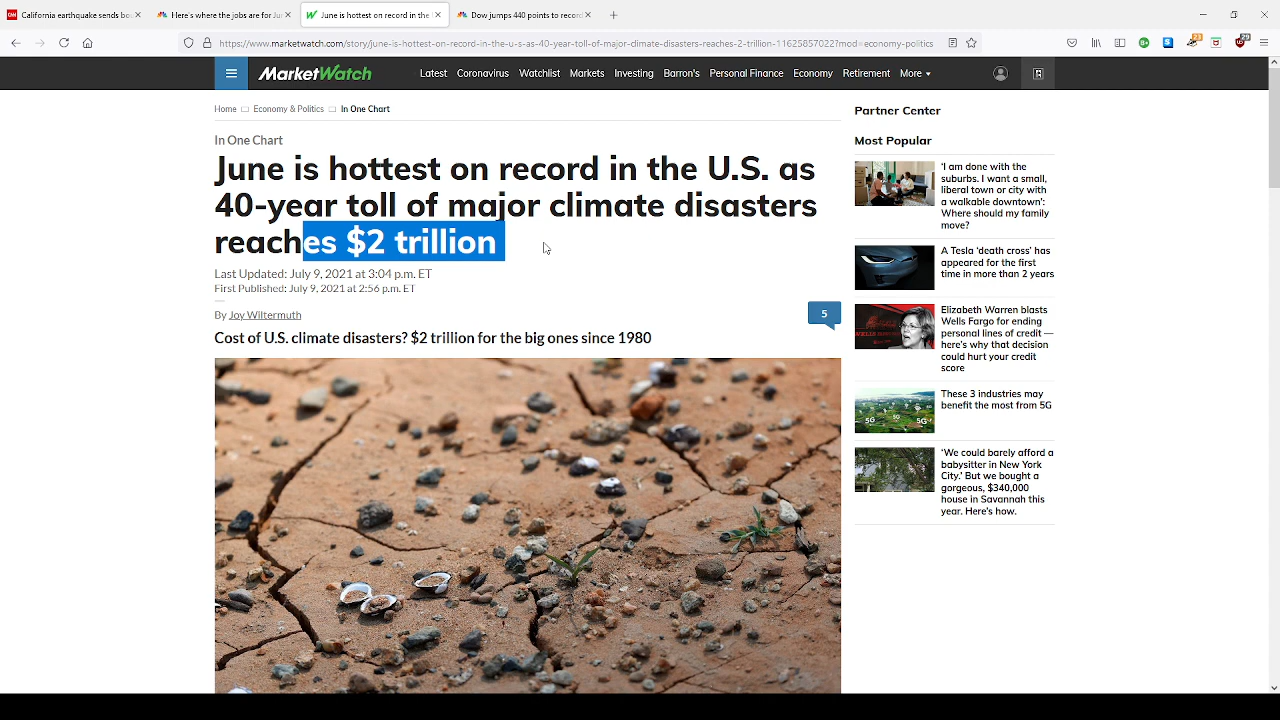 California earthquake sends bou
Here's where the jobs are for Jun
June is hottest on record in the
Dow jumps 440 points to record
https://www.marketwatch.com/story/june-is-hottest-on-record-in-the-u-s-as-40-year-toll-of-major-climate-disasters-reaches-2-trillion-11625857022?mod=economy-politics
MarketWatch
Latest Coronavirus Watchlist Markets Investing Barron's Personal Finance Economy Retirement More
Home Economy & Politics In One Chart
In One Chart
June is hottest on record in the U.S. as
40-year toll of major climate disasters
reaches $2 trillion
Last Updated: July 9, 2021 at 3:04 p.m. ET
First Published: July 9, 2021 at 2:56 p.m. ET
By Joy Wiltermuth
5
Cost of U.S. climate disasters? $2 trillion for the big ones since 1980
Partner Center
Most Popular
‘I am done with the
suburbs. I want a small,
liberal town or city with
a walkable downtown’:
Where should my family
move?
A Tesla ‘death cross’ has
appeared for the first
time in more than 2 years
Elizabeth Warren blasts
Wells Fargo for ending
personal lines of credit —
here's why that decision
could hurt your credit
score
These 3 industries may
benefit the most from 5G
5G 5G 5G
‘We could barely afford a
babysitter in New York
City.’ But we bought a
gorgeous, $340,000
house in Savannah this
year. Here's how.